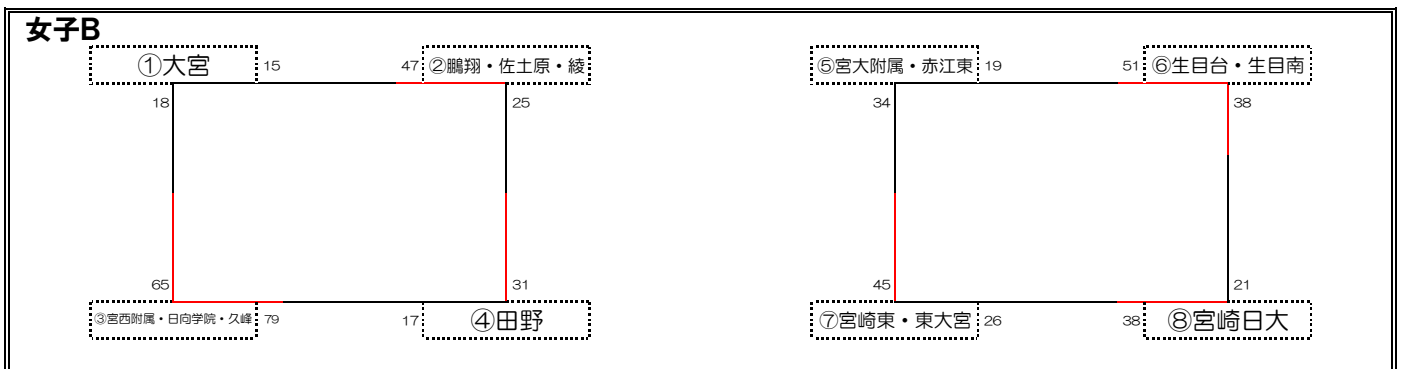 女子B
①大宮 15 47 ②鵬翔・佐土原・綾 ⑤宮大附属・赤江東 19 51 ⑥生目台・生目南
18 25 34 38
65 31 45 21
③宮西附属・日向学院・久峰 79 17 ④田野 ⑦宮崎東・東大宮 26 38 ⑧宮崎日大